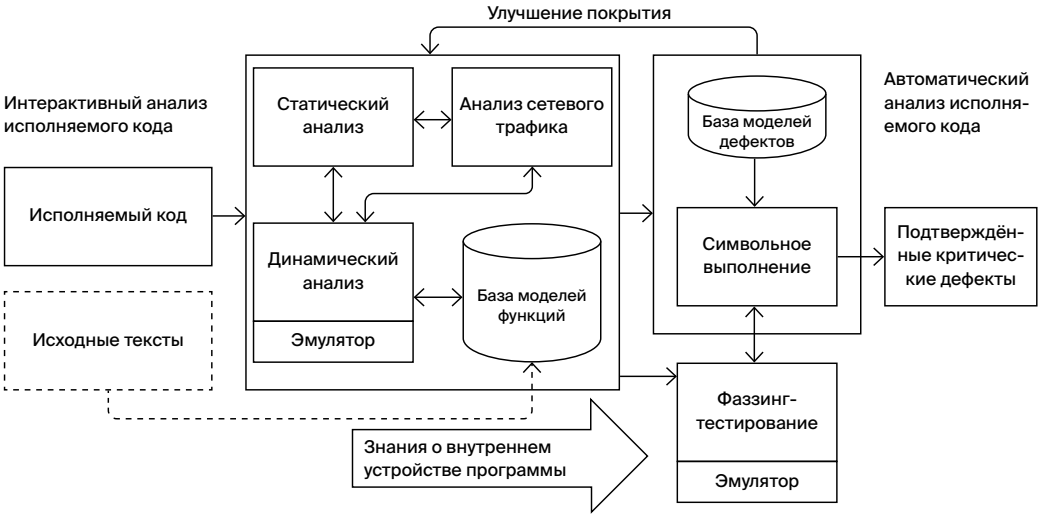 Улучшение покрытия
Интерактивный анализ
исполняемого кода
Статический
анализ
Анализ сетевого
трафика
База моделей
дефектов
Автоматический
анализ исполня-
емого кода
Исполняемый код
Динамический
анализ
Эмулятор
База моделей
функций
Символьное
выполнение
Подтверждён-
ные критичес-
кие дефекты
Исходные тексты
Знания о внутреннем
устройстве программы
Фаззинг-
тестирование
Эмулятор